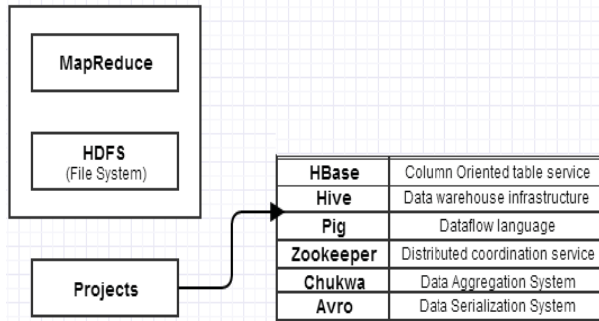 MapReduce
HDFS
(File System)
Projects
HBase Column Oriented table service
Hive Data warehouse infrastructure
Pig Dataflow language
Zookeeper Distributed coordination service
Chukwa Data Aggregation System
Avro Data Serialization System